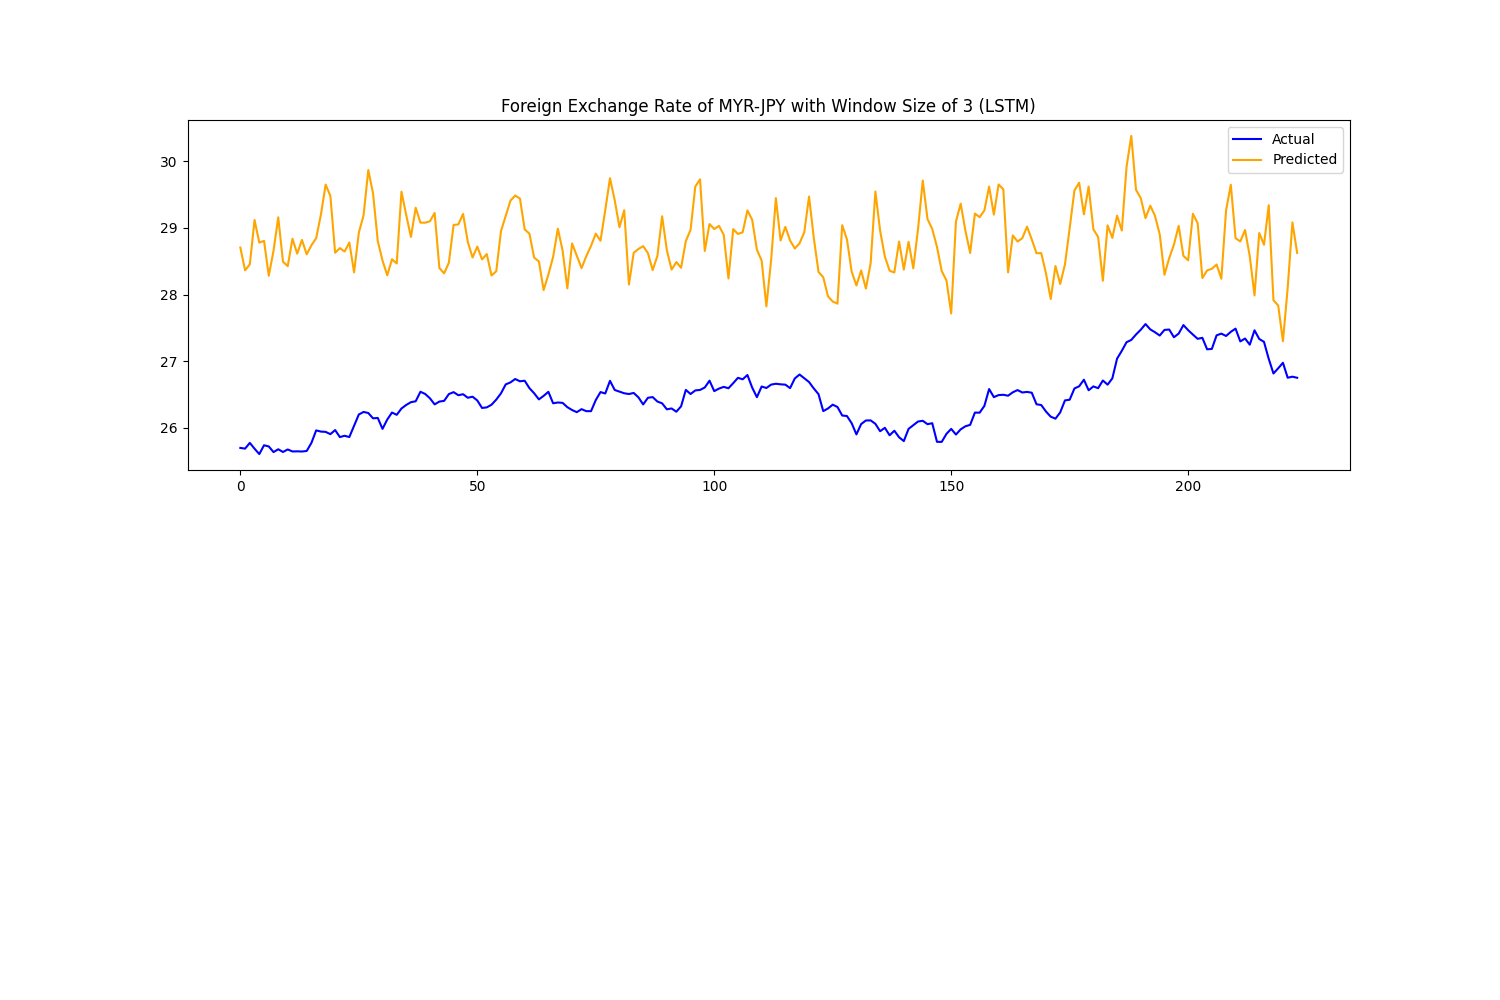 Foreign Exchange Rate of MYR-JPY with Window Size of 3 (LSTM)
Actual
Predicted
30
29
28
27
26
0 50 100 150 200